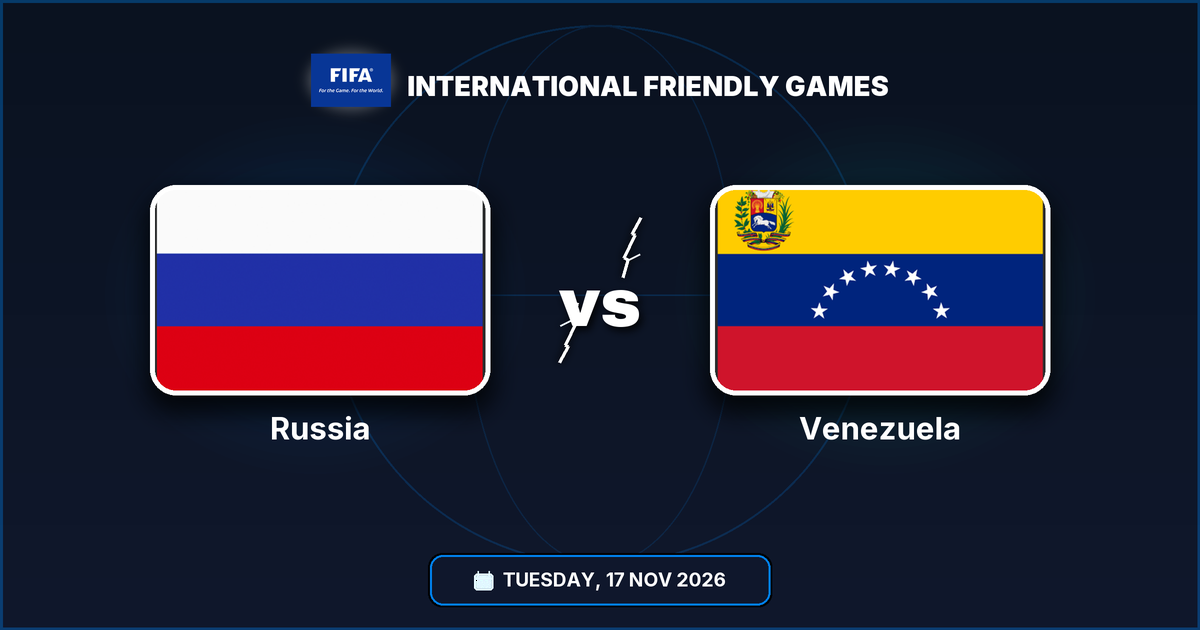 FIFA®
For the Game. For the World.
INTERNATIONAL FRIENDLY GAMES
VS
Russia
Venezuela
TUESDAY, 17 NOV 2026